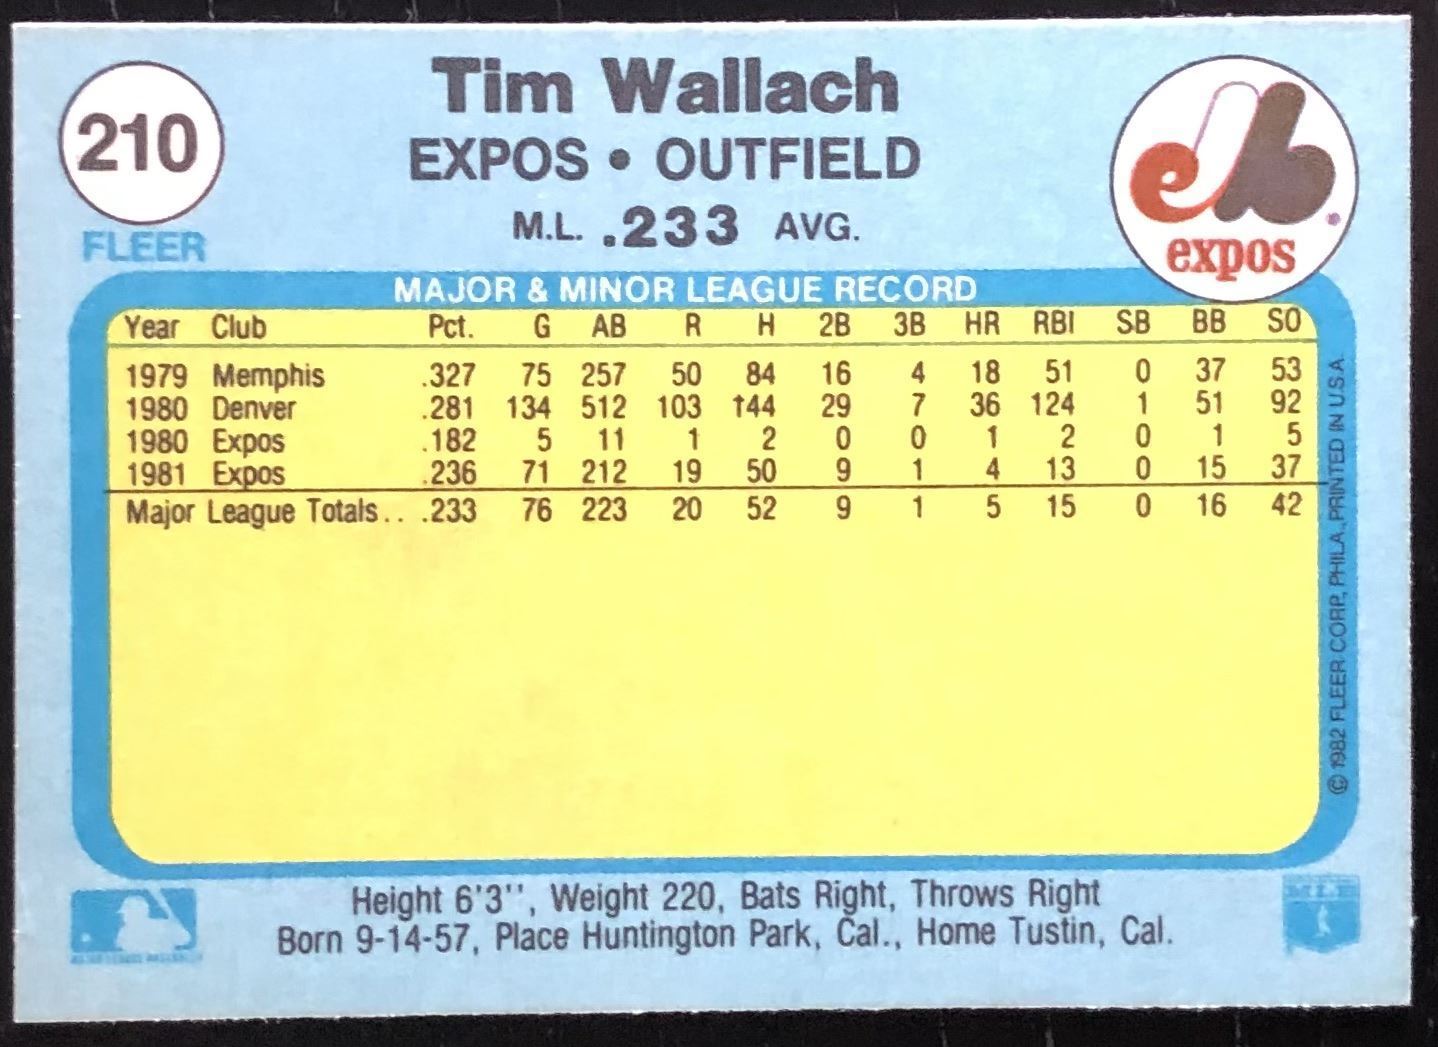 210
FLEER
Tim Wallach
EXPOS • OUTFIELD
M.L. .233 AVG.
expos
MAJOR & MINOR LEAGUE RECORD
Year Club Pct. G AB R H 2B 3B HR RBI SB BB SO
1979 Memphis .327 75 257 50 84 16 4 18 51 0 37 53
1980 Denver .281 134 512 103 144 29 7 36 124 1 51 92
1980 Expos .182 5 11 1 2 0 0 1 2 0 1 5
1981 Expos .236 71 212 19 50 9 1 4 13 0 15 37
Major League Totals.. .233 76 223 20 52 9 1 5 15 0 16 42
© 1982 FLEER CORP., PHILA., PRINTED IN U.S.A.
Height 6'3'', Weight 220, Bats Right, Throws Right
Born 9-14-57, Place Huntington Park, Cal., Home Tustin, Cal.
MAJOR LEAGUE BASEBALL